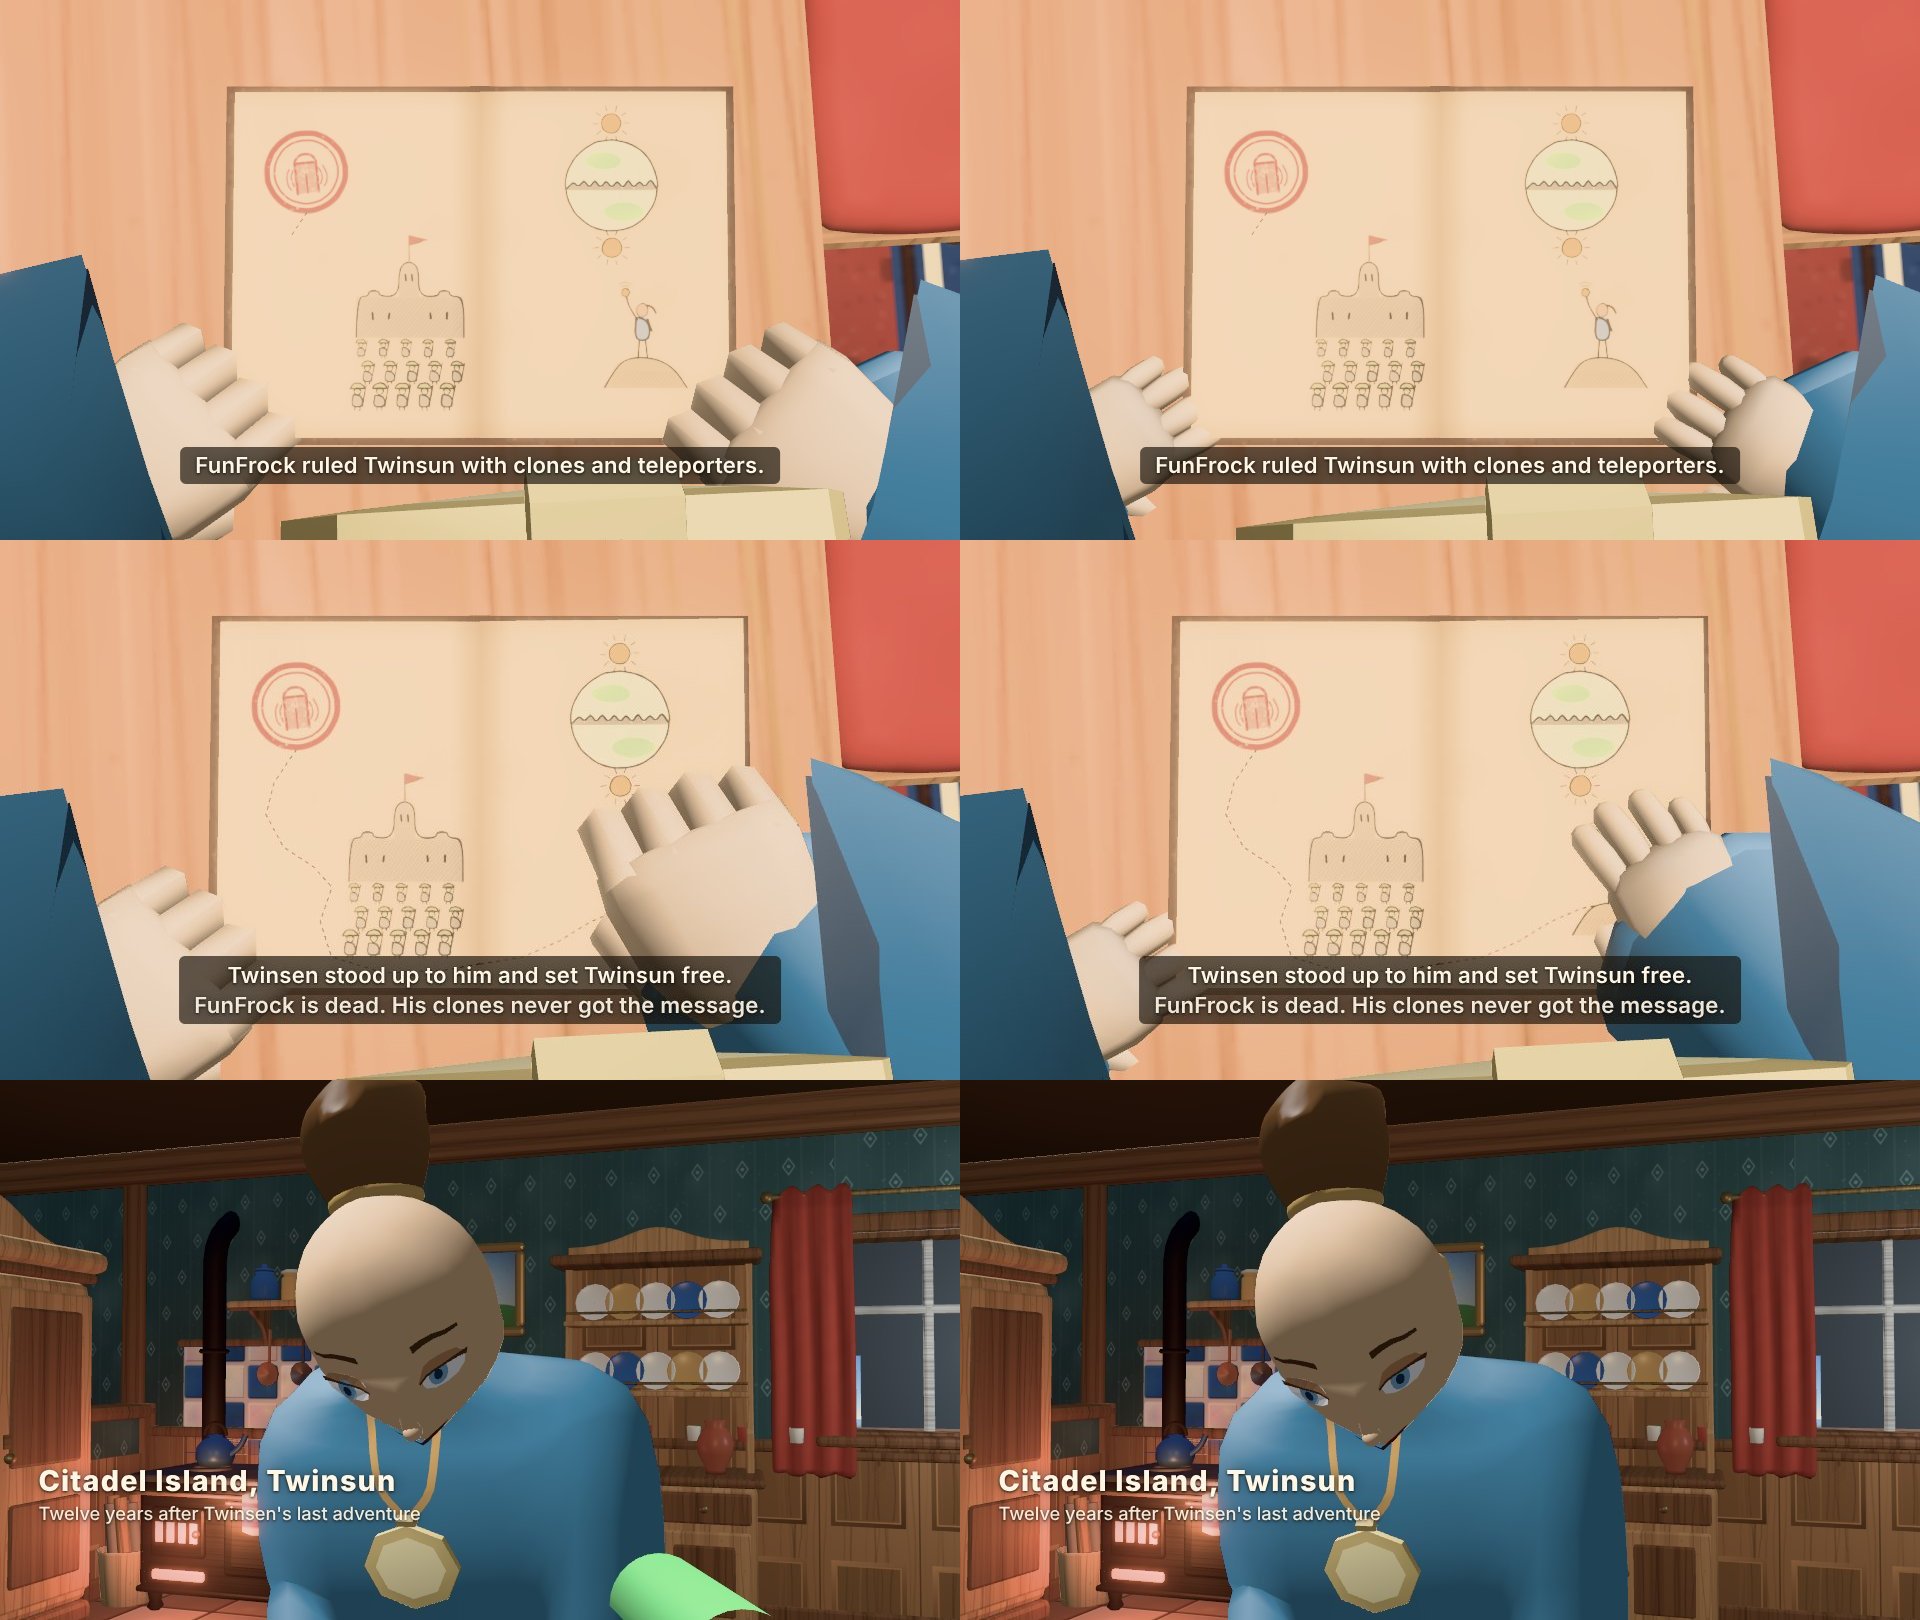 FunFrock ruled Twinsun with clones and teleporters.
FunFrock ruled Twinsun with clones and teleporters.
Twinsen stood up to him and set Twinsun free.
FunFrock is dead. His clones never got the message.
Twinsen stood up to him and set Twinsun free.
FunFrock is dead. His clones never got the message.
Citadel Island, Twinsun
Twelve years after Twinsen's last adventure
Citadel Island, Twinsun
Twelve years after Twinsen's last adventure